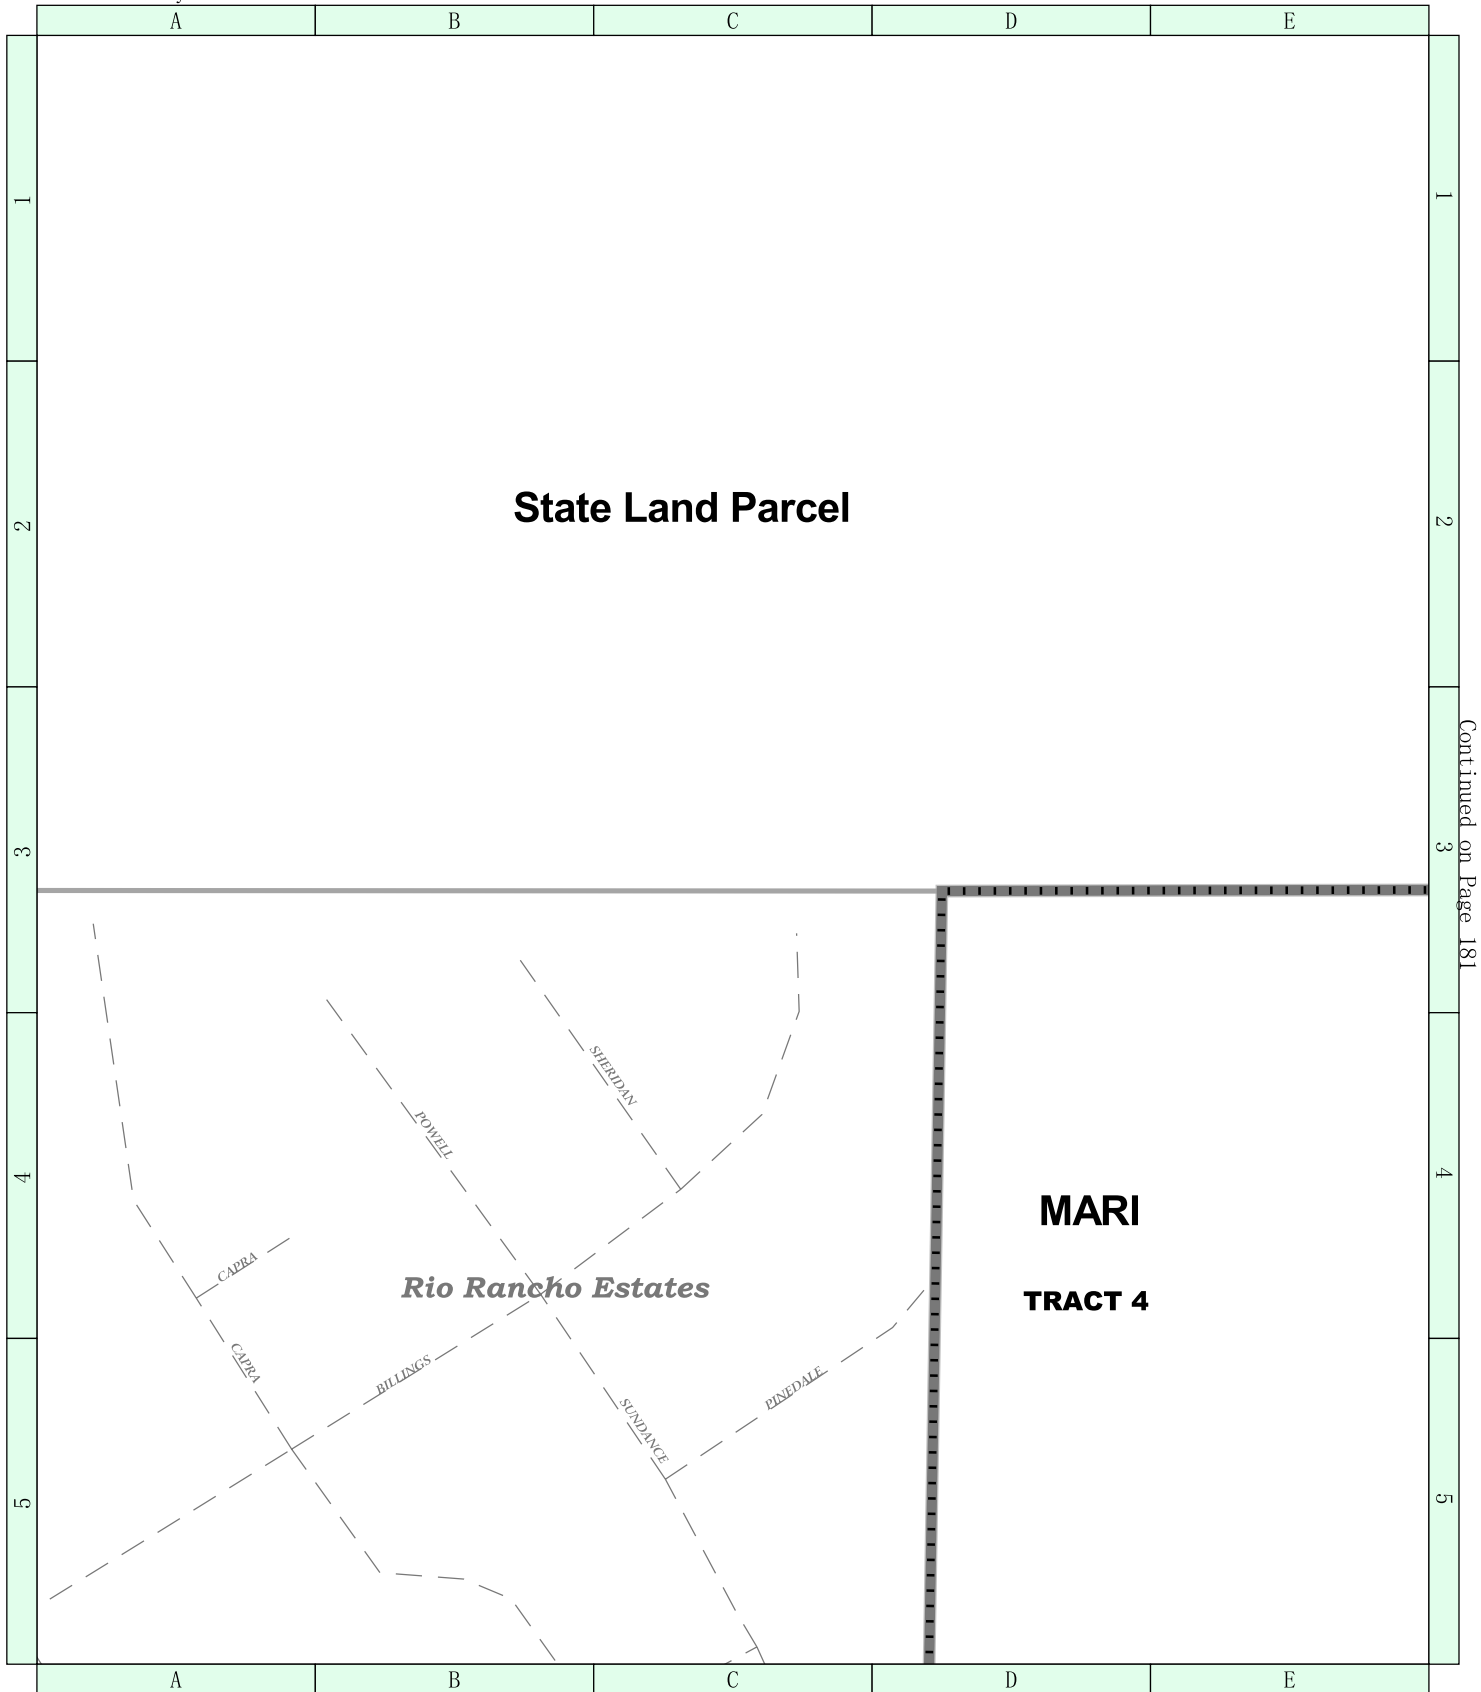 A B C D E
1 1
State Land Parcel
2 2
Continued on Page 181
3 3
SHERIDAN
POWELL
4 4
MARI
CAPRA
Rio Rancho Estates
TRACT 4
CAPRA
BILLINGS
PINEDALE
SUNDANCE
5 5
A B C D E